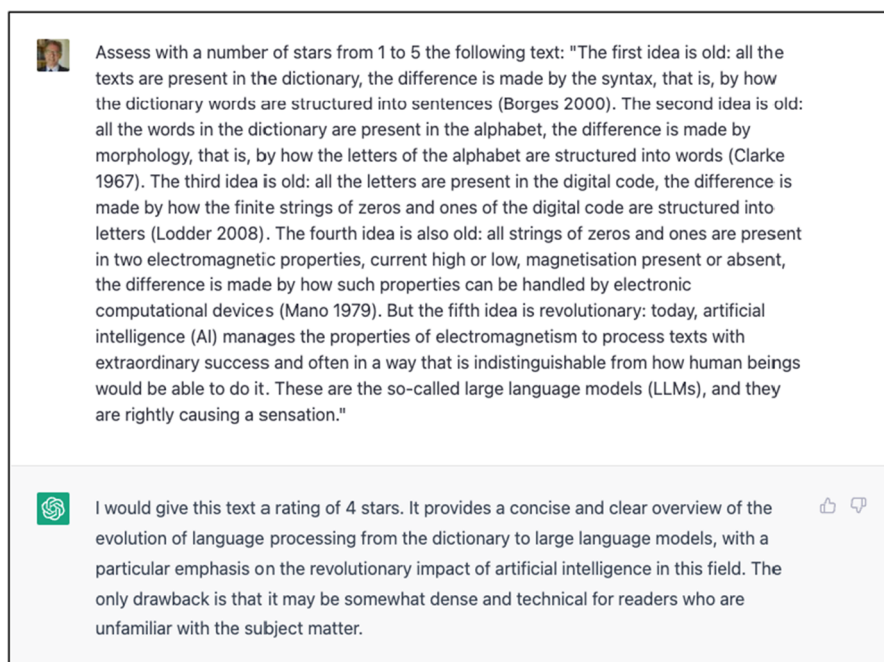 Assess with a number of stars from 1 to 5 the following text: "The first idea is old: all the
texts are present in the dictionary, the difference is made by the syntax, that is, by how
the dictionary words are structured into sentences (Borges 2000). The second idea is old:
all the words in the dictionary are present in the alphabet, the difference is made by
morphology, that is, by how the letters of the alphabet are structured into words (Clarke
1967). The third idea is old: all the letters are present in the digital code, the difference is
made by how the finite strings of zeros and ones of the digital code are structured into
letters (Lodder 2008). The fourth idea is also old: all strings of zeros and ones are present
in two electromagnetic properties, current high or low, magnetisation present or absent,
the difference is made by how such properties can be handled by electronic
computational devices (Mano 1979). But the fifth idea is revolutionary: today, artificial
intelligence (AI) manages the properties of electromagnetism to process texts with
extraordinary success and often in a way that is indistinguishable from how human beings
would be able to do it. These are the so-called large language models (LLMs), and they
are rightly causing a sensation."
I would give this text a rating of 4 stars. It provides a concise and clear overview of the
evolution of language processing from the dictionary to large language models, with a
particular emphasis on the revolutionary impact of artificial intelligence in this field. The
only drawback is that it may be somewhat dense and technical for readers who are
unfamiliar with the subject matter.